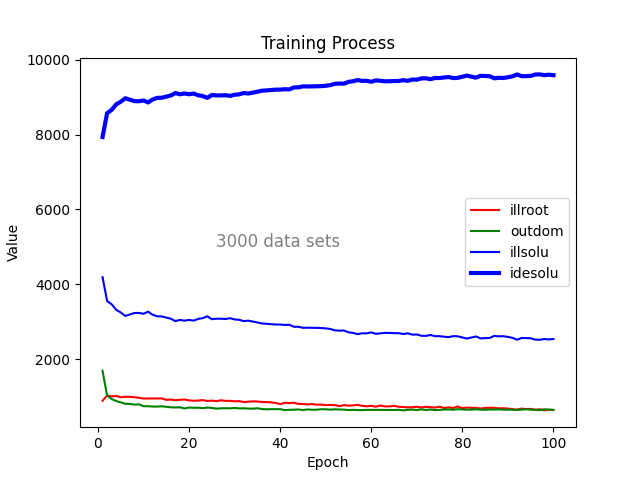 Training Process
10000
8000
6000
4000
2000
Value
3000 data sets
illroot
outdom
illsolu
idesolu
0 20 40 60 80 100
Epoch